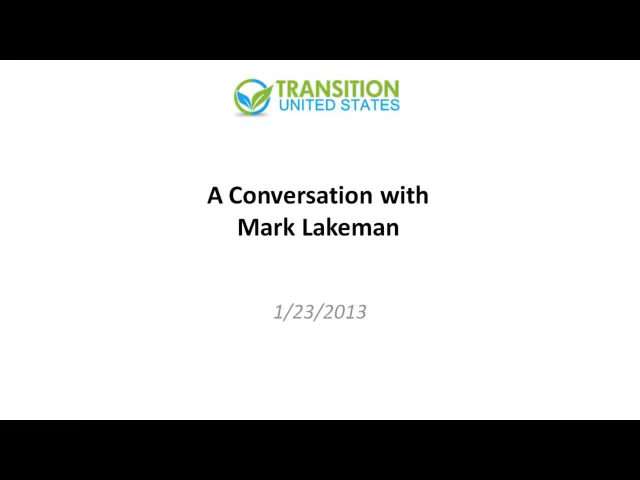 TRANSITION
UNITED STATES
A Conversation with
Mark Lakeman
1/23/2013